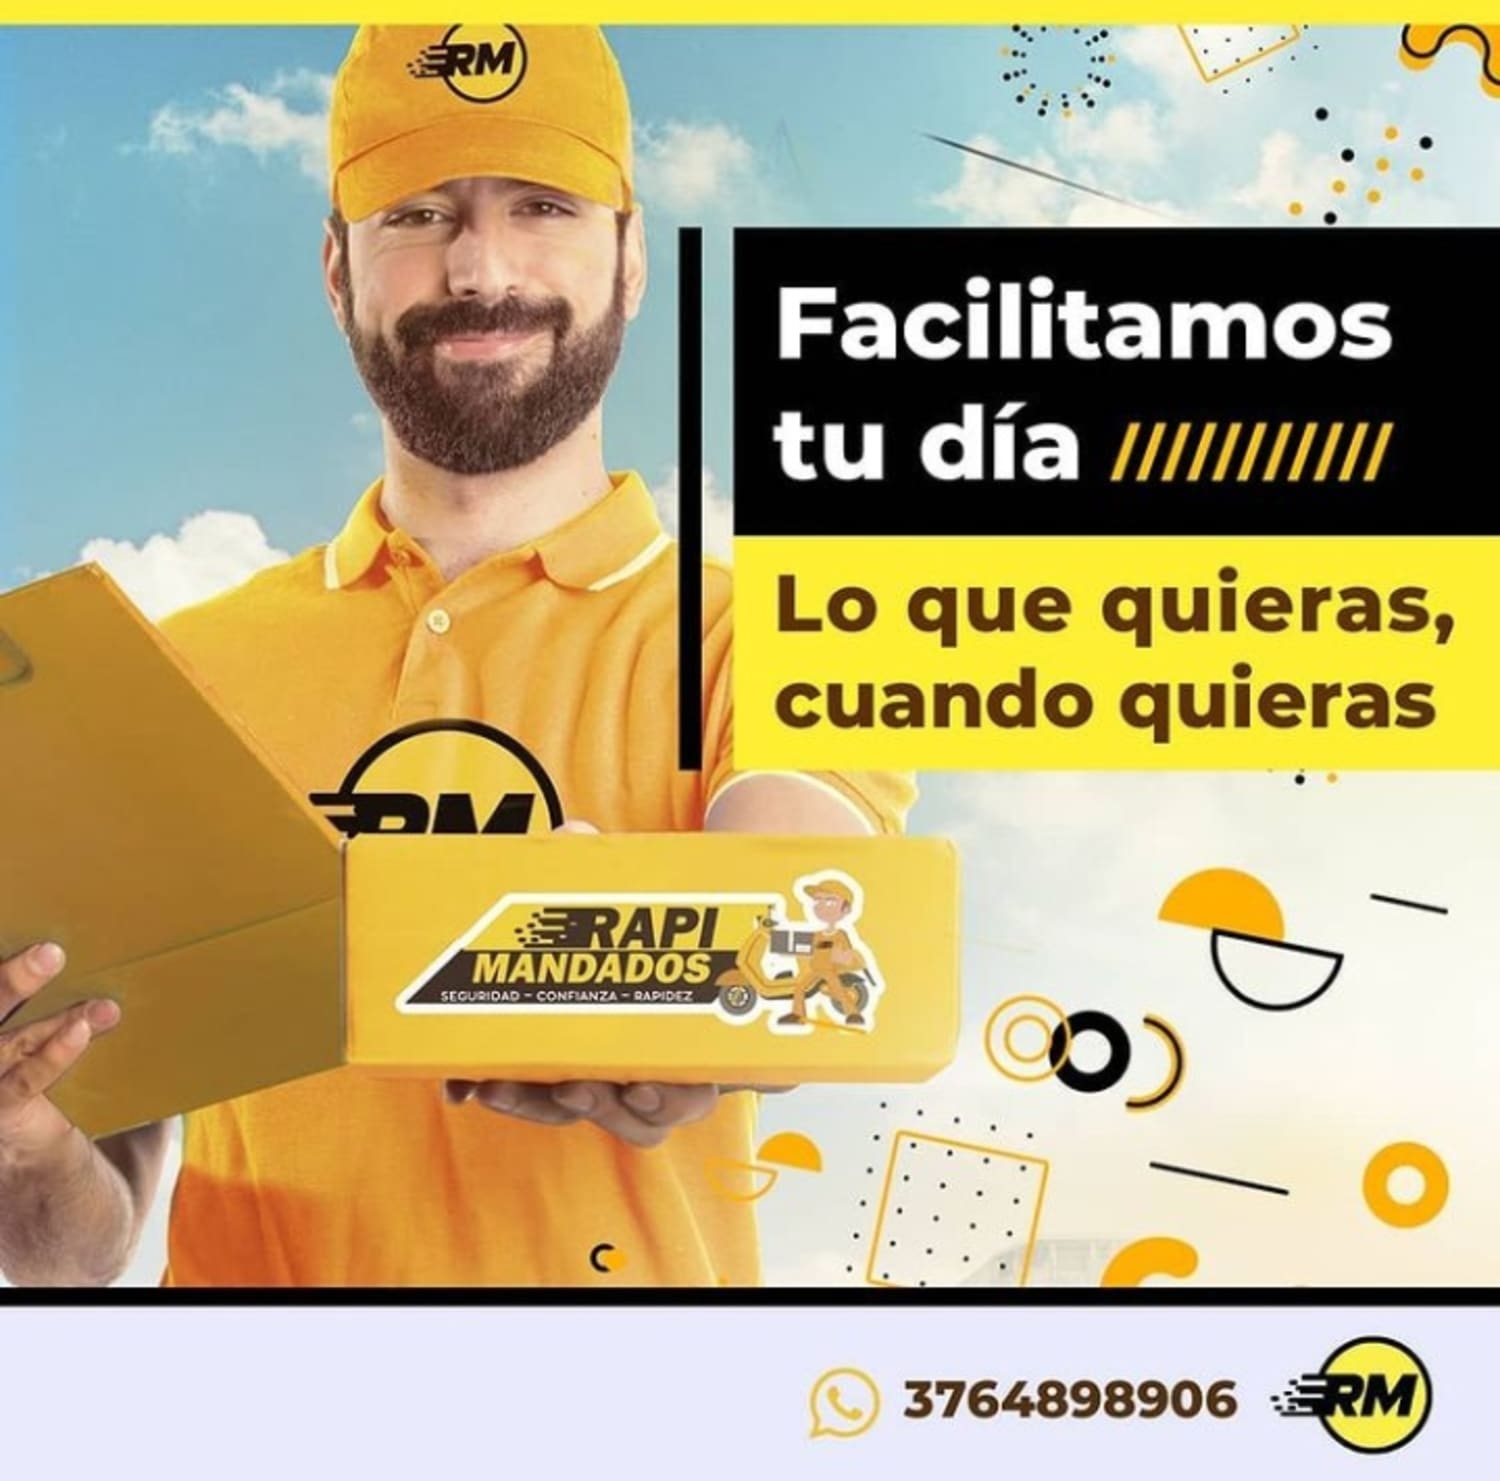 RM
Facilitamos
tu día
Lo que quieras,
cuando quieras
RM
RAPI
MANDADOS
SEGURIDAD - CONFIANZA - RAPIDEZ
3764898906
RM